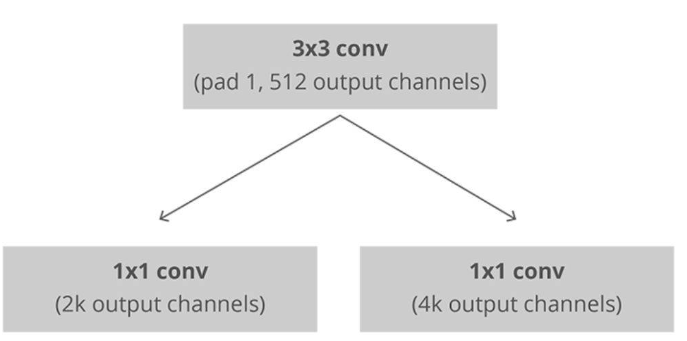 3x3 conv
(pad 1, 512 output channels)
1x1 conv
(2k output channels)
1x1 conv
(4k output channels)